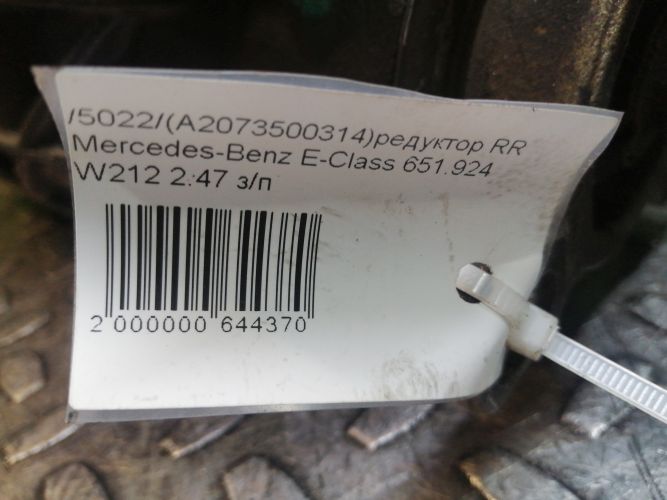 /5022/(A2073500314)редуктор RR
Mercedes-Benz E-Class 651.924
W212 2:47 з/п
2 000000 644370